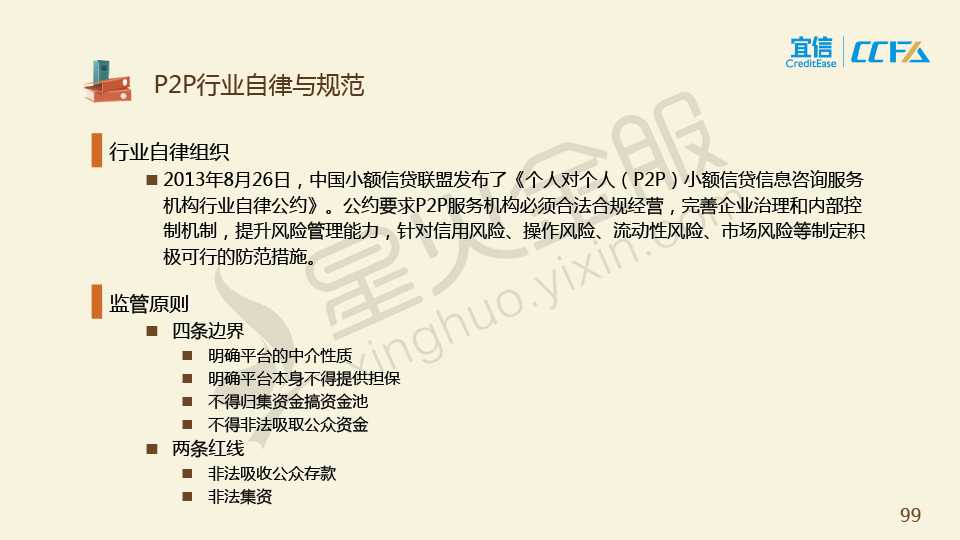 宜信
CreditEase
CCFA
P2P行业自律与规范
行业自律组织
2013年8月26日，中国小额信贷联盟发布了《个人对个人（P2P）小额信贷信息咨询服务
机构行业自律公约》。公约要求P2P服务机构必须合法合规经营，完善企业治理和内部控
制机制，提升风险管理能力，针对信用风险、操作风险、流动性风险、市场风险等制定积
极可行的防范措施。
监管原则
四条边界
明确平台的中介性质
明确平台本身不得提供担保
不得归集资金搞资金池
不得非法吸取公众资金
两条红线
非法吸收公众存款
非法集资
星火金服
xinghuo.yixin.com
99